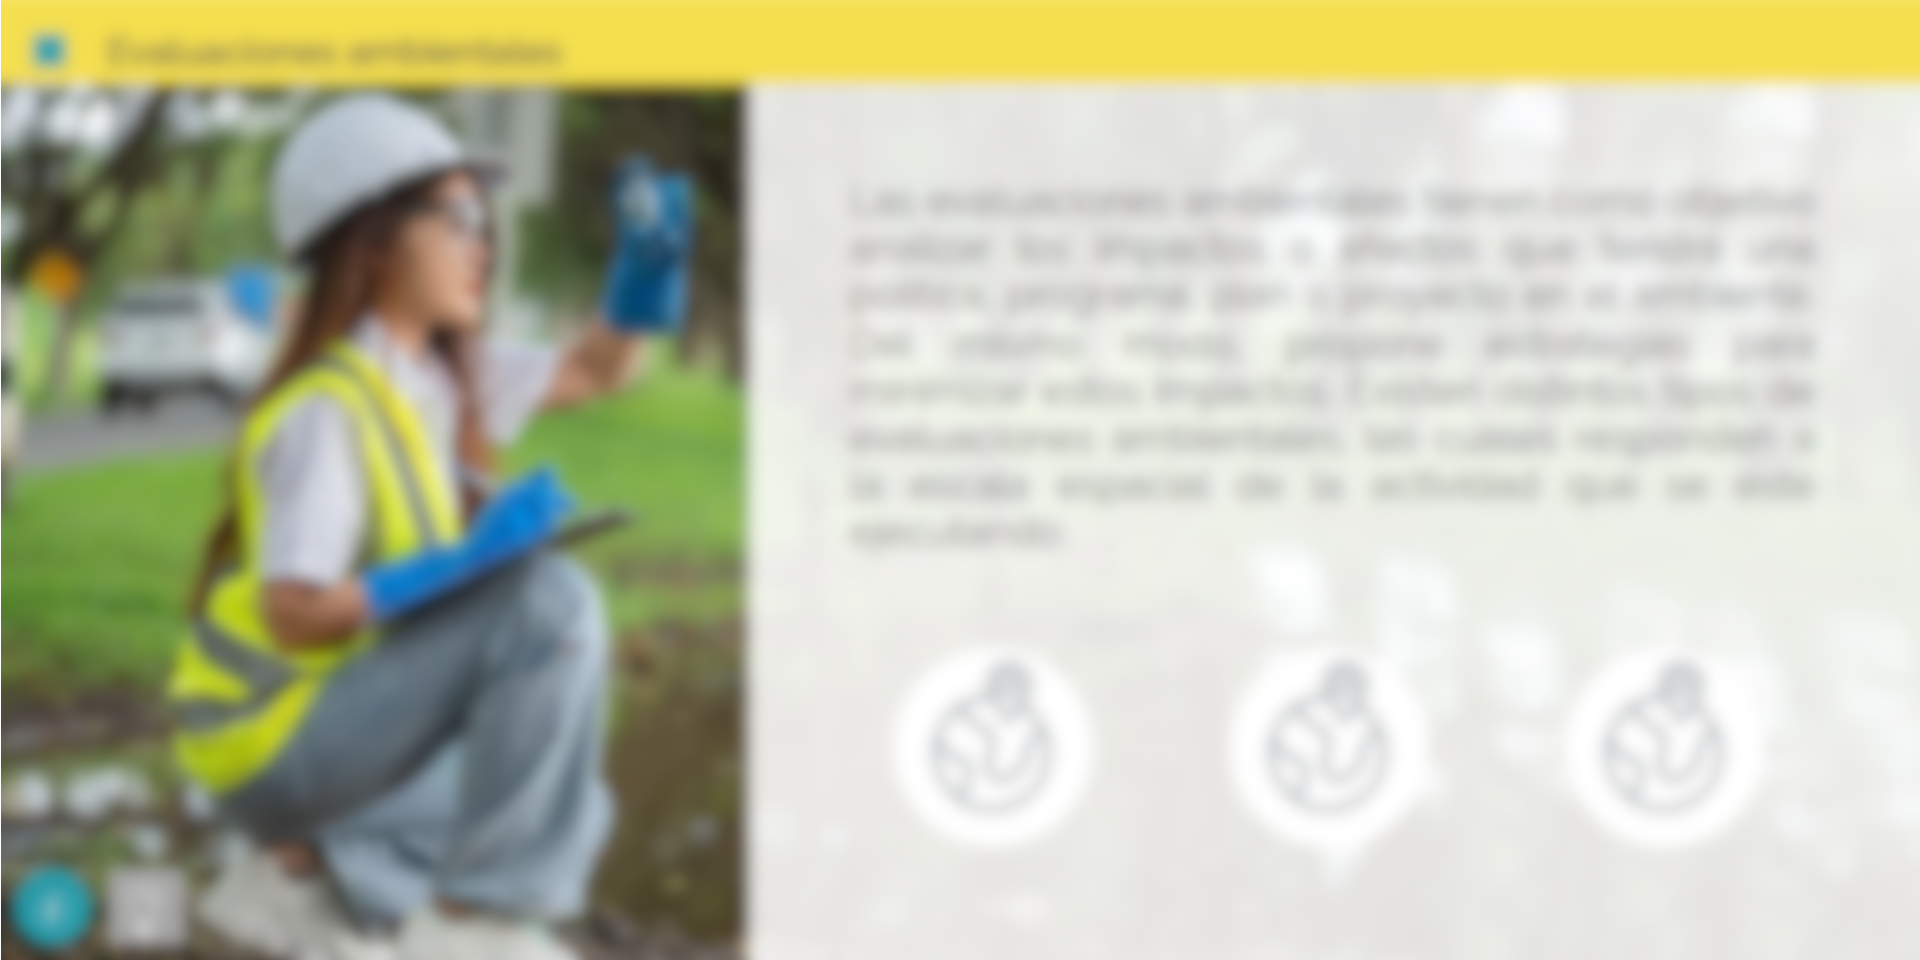 Evaluaciones ambientales
Las evaluaciones ambientales tienen como objetivo
analizar los impactos o efectos que tendrá una
política, programa, plan o proyecto en el ambiente.
Del mismo modo, propone estrategias para
minimizar estos impactos. Existen distintos tipos de
evaluaciones ambientales, las cuales responden a
la escala espacial de la actividad que se esté
ejecutando.